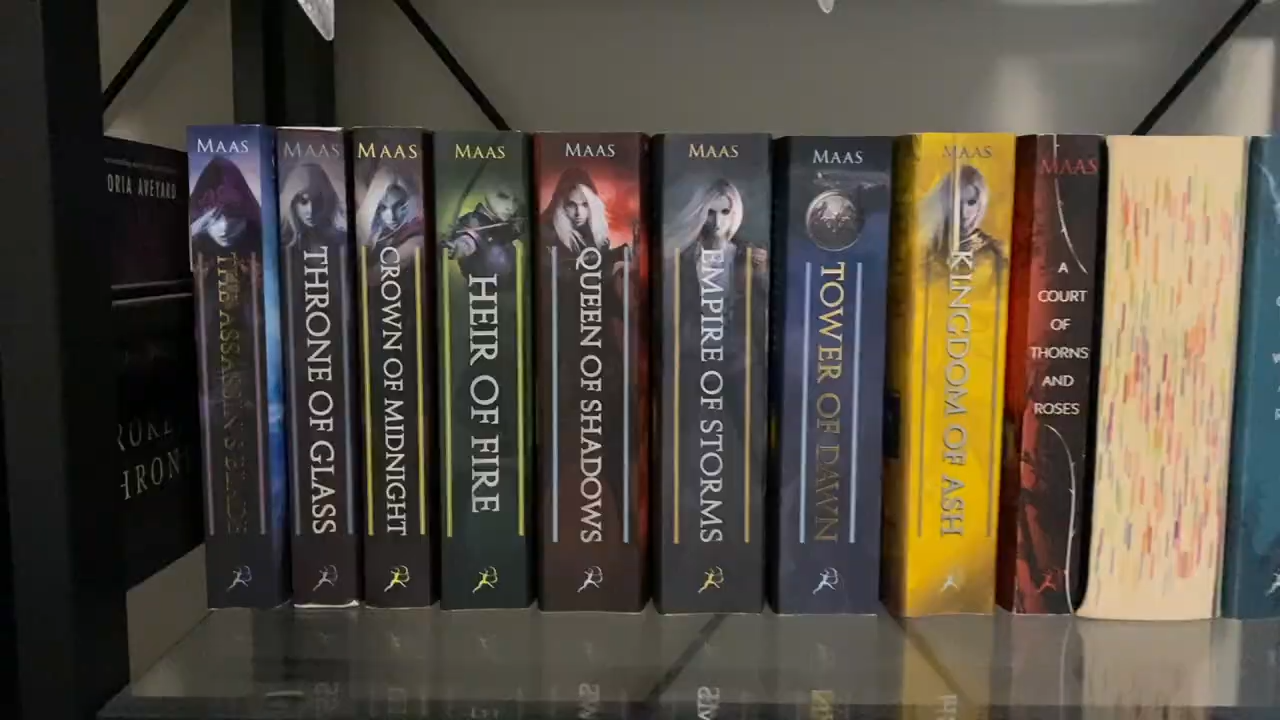 ORIA AVEYARD
MAAS
THE ASSASSIN'S BLADE
MAAS
THRONE OF GLASS
MAAS
CROWN OF MIDNIGHT
MAAS
HEIR OF FIRE
MAAS
QUEEN OF SHADOWS
MAAS
EMPIRE OF STORMS
MAAS
TOWER OF DAWN
MAAS
KINGDOM OF ASH
MAAS
A
COURT
OF
THORNS
AND
ROSES